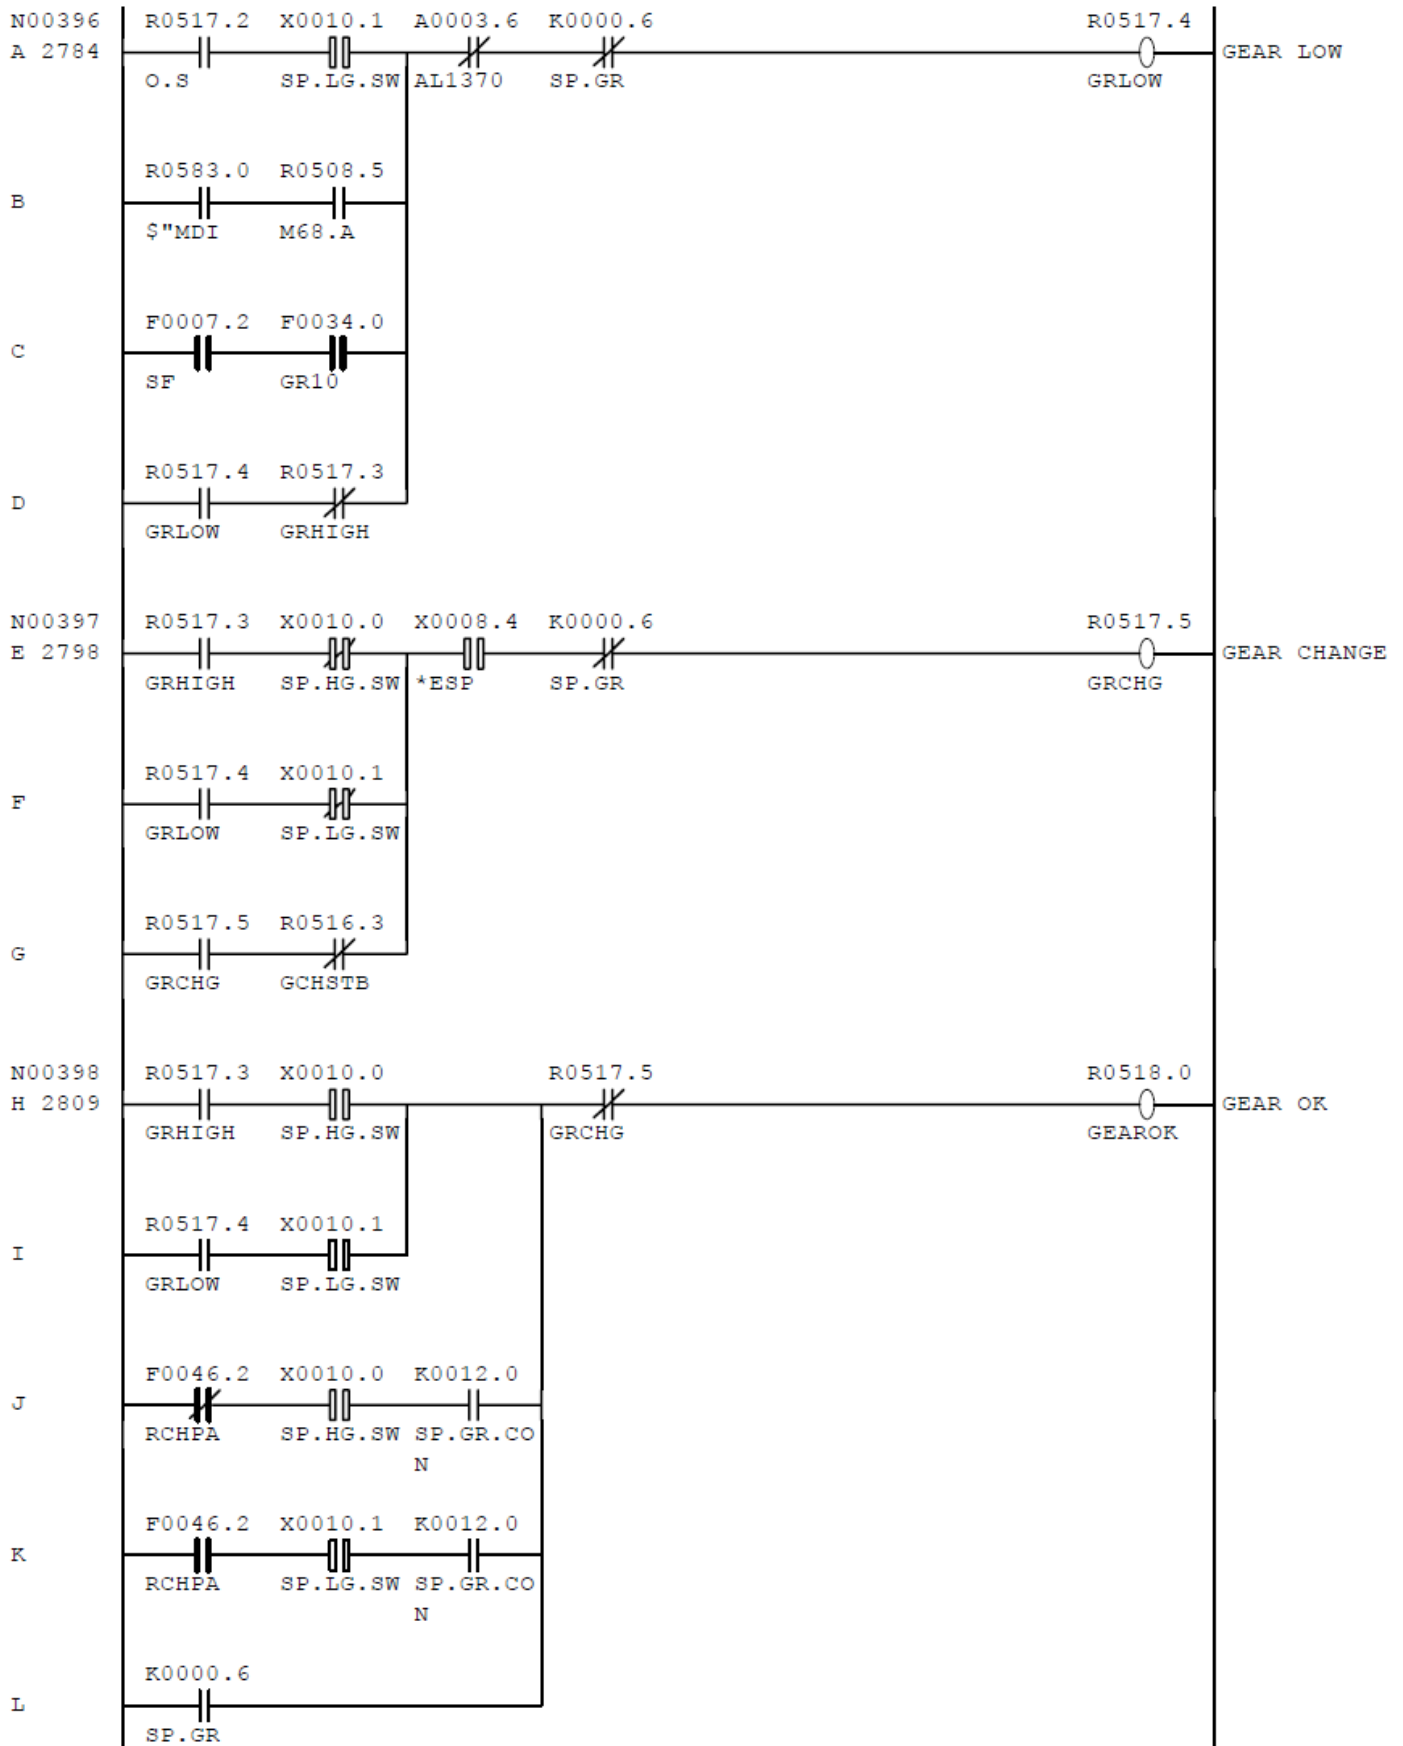 N00396 R0517.2 X0010.1 A0003.6 K0000.6 R0517.4
A 2784 GEAR LOW
O.S SP.LG.SW AL1370 SP.GR GRLOW
R0583.0 R0508.5
B
$"MDI M68.A
F0007.2 F0034.0
C
SF GR10
R0517.4 R0517.3
D
GRLOW GRHIGH
N00397 R0517.3 X0010.0 X0008.4 K0000.6 R0517.5
E 2798 GEAR CHANGE
GRHIGH SP.HG.SW *ESP SP.GR GRCHG
R0517.4 X0010.1
F
GRLOW SP.LG.SW
R0517.5 R0516.3
G
GRCHG GCHSTB
N00398 R0517.3 X0010.0 R0517.5 R0518.0
H 2809 GEAR OK
GRHIGH SP.HG.SW GRCHG GEAROK
R0517.4 X0010.1
I
GRLOW SP.LG.SW
F0046.2 X0010.0 K0012.0
J
RCHPA SP.HG.SW SP.GR.CO
N
F0046.2 X0010.1 K0012.0
K
RCHPA SP.LG.SW SP.GR.CO
N
K0000.6
L
SP.GR